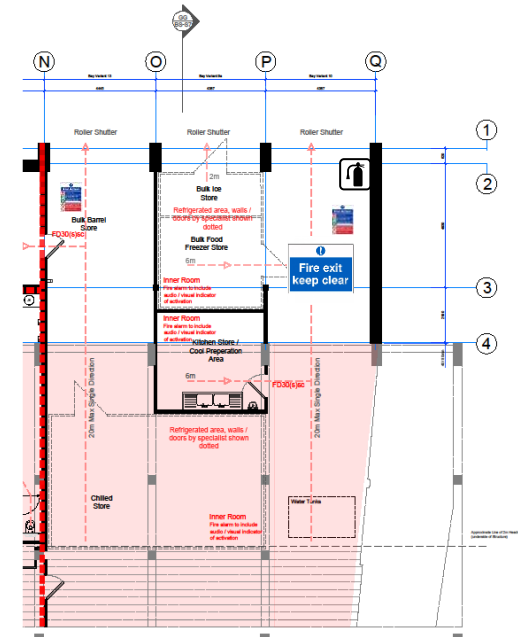 GG
N
O
P
Q
Roller Shutter
Roller Shutter
Roller Shutter
1
2
2m
Bulk Ice
Store
Refrigerated area, walls /
doors by specialist shown
dotted
Bulk Barrel
Store
FD30(s)sc
Bulk Food
Freezer Store
6m
Fire exit
keep clear
Inner Room
Fire alarm to include
audio / visual indicator
of activation
3
Inner Room
Fire alarm to include
audio / visual indicator
of activation
4
Kitchen Store /
Cool Preperation
Area
6m
FD30(s)sc
20m Max Single Direction
20m Max Single Direction
Refrigerated area, walls /
doors by specialist shown
dotted
Chilled
Store
Inner Room
Fire alarm to include
audio / visual indicator
of activation
Water Tanks